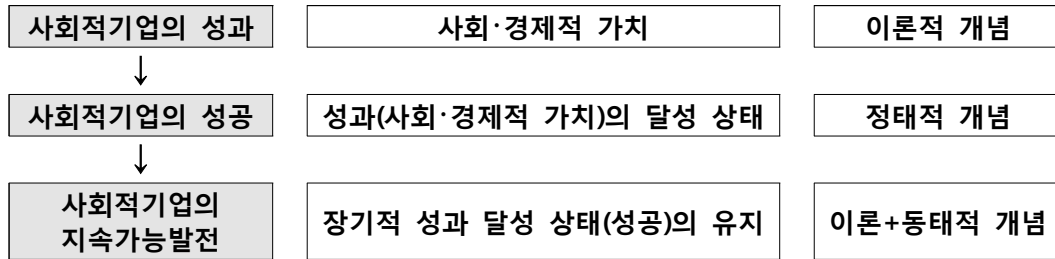 사회적기업의 성과 사회·경제적 가치 이론적 개념
↓
사회적기업의 성공 성과(사회·경제적 가치)의 달성 상태 정태적 개념
↓
사회적기업의
지속가능발전 장기적 성과 달성 상태(성공)의 유지 이론+동태적 개념